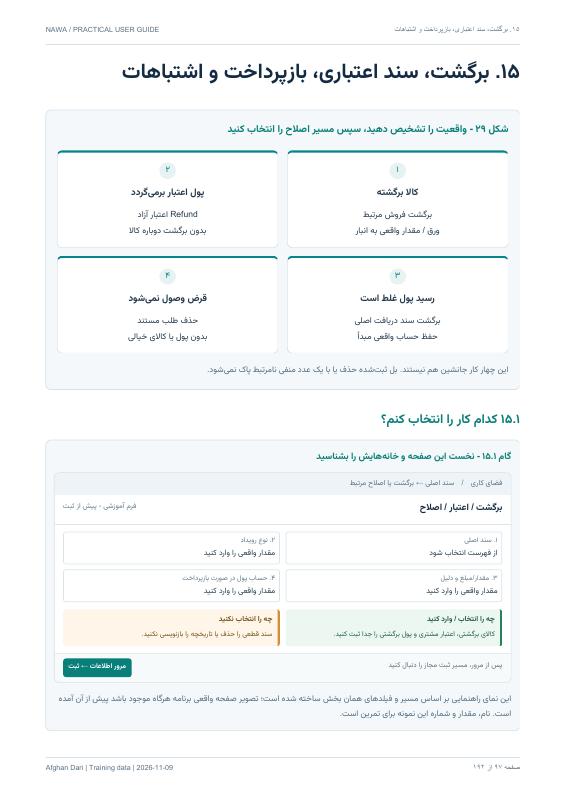 NAWA / PRACTICAL USER GUIDE
۱۵. برگشت، سند اعتباری، بازپرداخت و اشتباهات
۱۵. برگشت، سند اعتباری، بازپرداخت و اشتباهات
شکل ۲۹ - واقعیت را تشخیص دهید، سپس مسیر اصلاح را انتخاب کنید
۱
کالا برگشته
برگشت فروش مرتبط
ورق / مقدار واقعی به انبار
۲
پول اعتبار برمی‌گردد
Refund اعتبار آزاد
بدون برگشت دوباره کالا
۳
رسید پول غلط است
برگشت سند دریافت اصلی
حفظ حساب واقعی مبدأ
۴
قرض وصول نمی‌شود
حذف طلب مستند
بدون پول یا کالای خیالی
این چهار کار جانشین هم نیستند. بل ثبت‌شده حذف یا با یک عدد منفی نامرتبط پاک نمی‌شود.
۱۵.۱ کدام کار را انتخاب کنم؟
گام ۱۵.۱ - نخست این صفحه و خانه‌هایش را بشناسید
فضای کاری / سند اصلی ← برگشت یا اصلاح مرتبط
برگشت / اعتبار / اصلاح
فرم آموزشی - پیش از ثبت
۱. سند اصلی
از فهرست انتخاب شود
۲. نوع رویداد
مقدار واقعی را وارد کنید
۳. مقدار/مبلغ و دلیل
مقدار واقعی را وارد کنید
۴. حساب پول در صورت بازپرداخت
مقدار واقعی را وارد کنید
چه را انتخاب / وارد کنید
کالای برگشتی، اعتبار مشتری و پول برگشتی را جدا ثبت کنید.
چه را انتخاب نکنید
سند قطعی را حذف یا تاریخچه را بازنویسی نکنید.
پس از مرور، مسیر ثبت مجاز را دنبال کنید
مرور اطلاعات ← ثبت
این نمای راهنمایی بر اساس مسیر و فیلدهای همان بخش ساخته شده است؛ تصویر صفحه واقعی برنامه هرگاه موجود باشد پیش از آن آمده
است. نام، مقدار و شماره این نمونه برای تمرین است.
Afghan Dari | Training data | 2026-11-09
صفحه ۹۷ از ۱۹۴